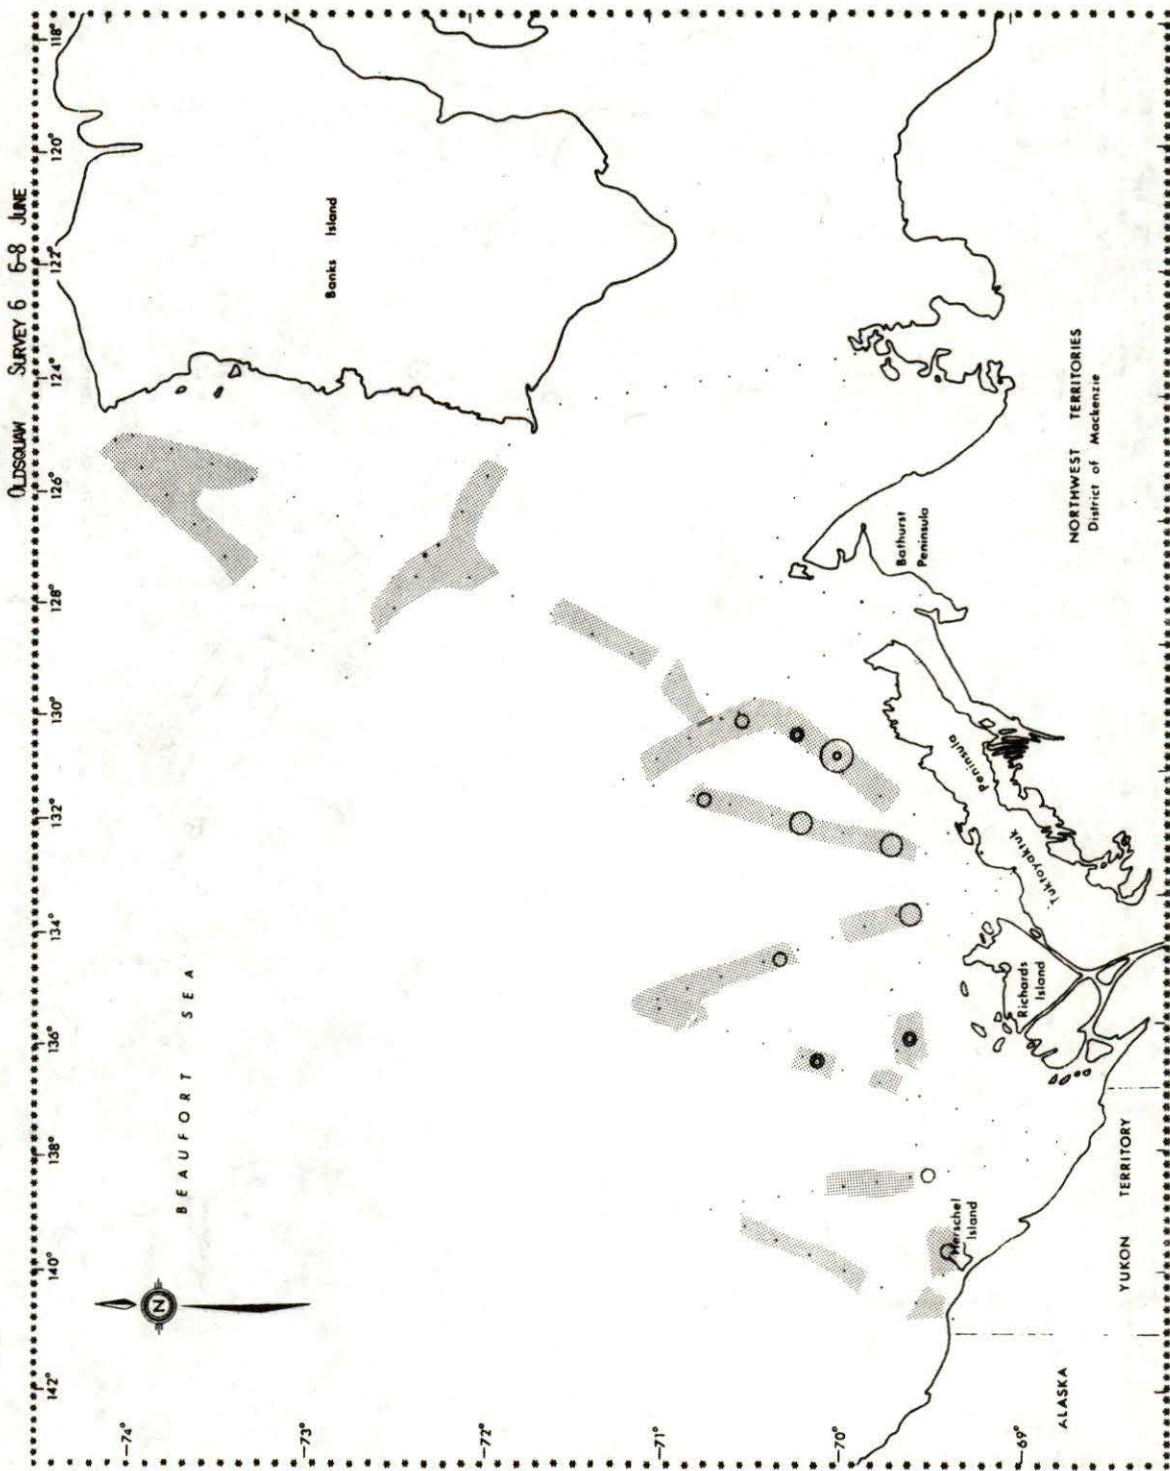 OLDSQUAW SURVEY 6 6-8 JUNE
118°
120°
122°
124°
126°
128°
130°
132°
134°
136°
138°
140°
142°
-74°
-73°
-72°
-71°
-70°
-69°
BEAUFORT SEA
N
Banks Island
Bathurst
Peninsula
NORTHWEST TERRITORIES
District of Mackenzie
Tuktoyaktuk Peninsula
Richards
Island
Herschel
Island
YUKON TERRITORY
ALASKA